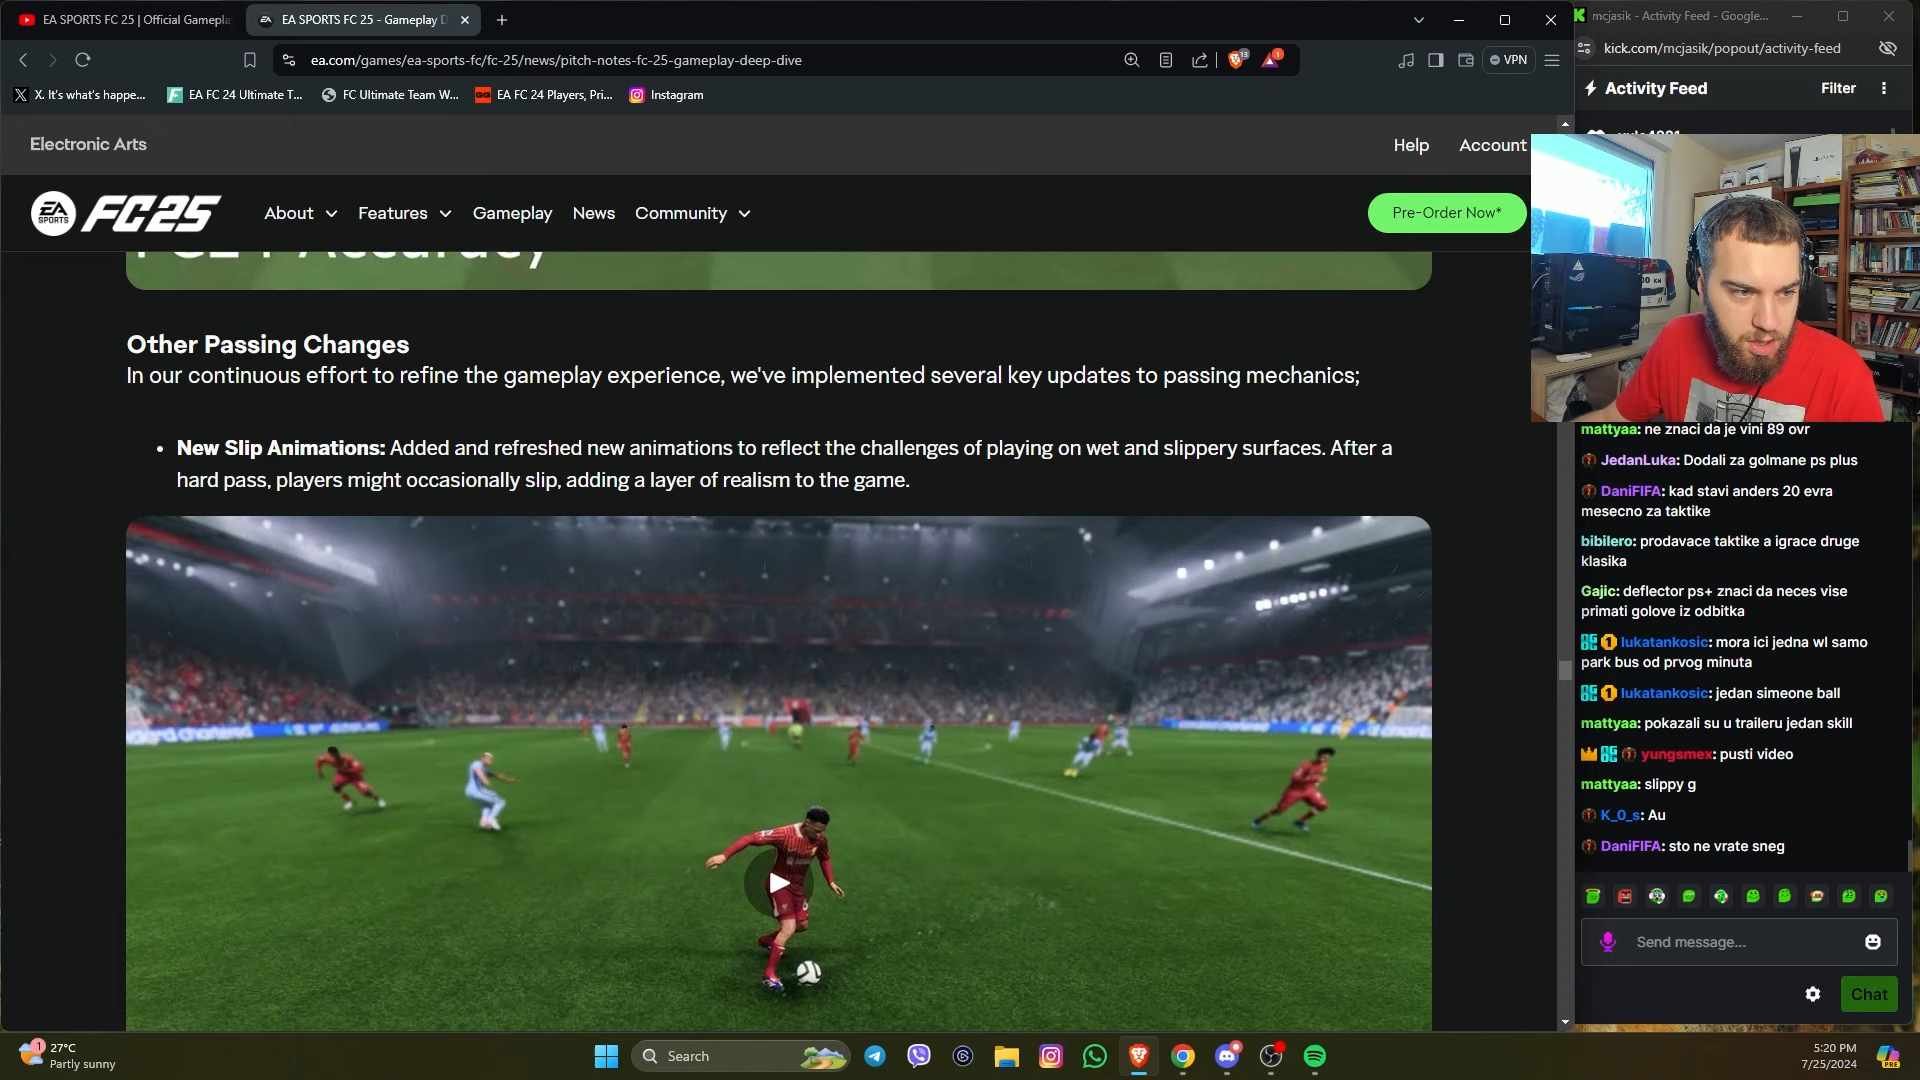 EA SPORTS FC 25 | Official Gamepla
EA SPORTS FC 25 - Gameplay D
mcjasik - Activity Feed - Google...
ea.com/games/ea-sports-fc/fc-25/news/pitch-notes-fc-25-gameplay-deep-dive
13
1
VPN
kick.com/mcjasik/popout/activity-feed
X. It's what's happe...
EA FC 24 Ultimate T...
FC Ultimate Team W...
EA FC 24 Players, Pri...
Instagram
Activity Feed
Filter
Electronic Arts
Help
Account
EA SPORTS FC25
About
Features
Gameplay
News
Community
Pre-Order Now*
FC24 Accuracy
Other Passing Changes
In our continuous effort to refine the gameplay experience, we've implemented several key updates to passing mechanics;
• New Slip Animations: Added and refreshed new animations to reflect the challenges of playing on wet and slippery surfaces. After a
hard pass, players might occasionally slip, adding a layer of realism to the game.
mattyaa: ne znaci da je vini 89 ovr
JedanLuka: Dodali za golmane ps plus
DaniFIFA: kad stavi anders 20 evra
mesecno za taktike
bibilero: prodavace taktike a igrace druge
klasika
Gajic: deflector ps+ znaci da neces vise
primati golove iz odbitka
lukatankosic: mora ici jedna wl samo
park bus od prvog minuta
lukatankosic: jedan simeone ball
mattyaa: pokazali su u traileru jedan skill
yungsmex: pusti video
mattyaa: slippy g
K_0_s: Au
DaniFIFA: sto ne vrate sneg
Send message...
Chat
1
27°C
Partly sunny
Search
5:20 PM
7/25/2024
PRE